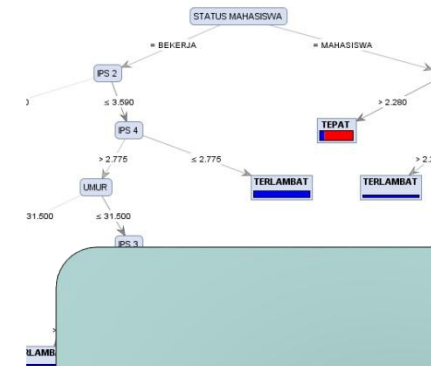 STATUS MAHASISWA
= BEKERJA
= MAHASISWA
IPS 2
≤ 3.590
> 2.280
IPS 4
TEPAT
> 2.775
≤ 2.775
UMUR
TERLAMBAT
TERLAMBAT
31.500
≤ 31.500
IPS 3